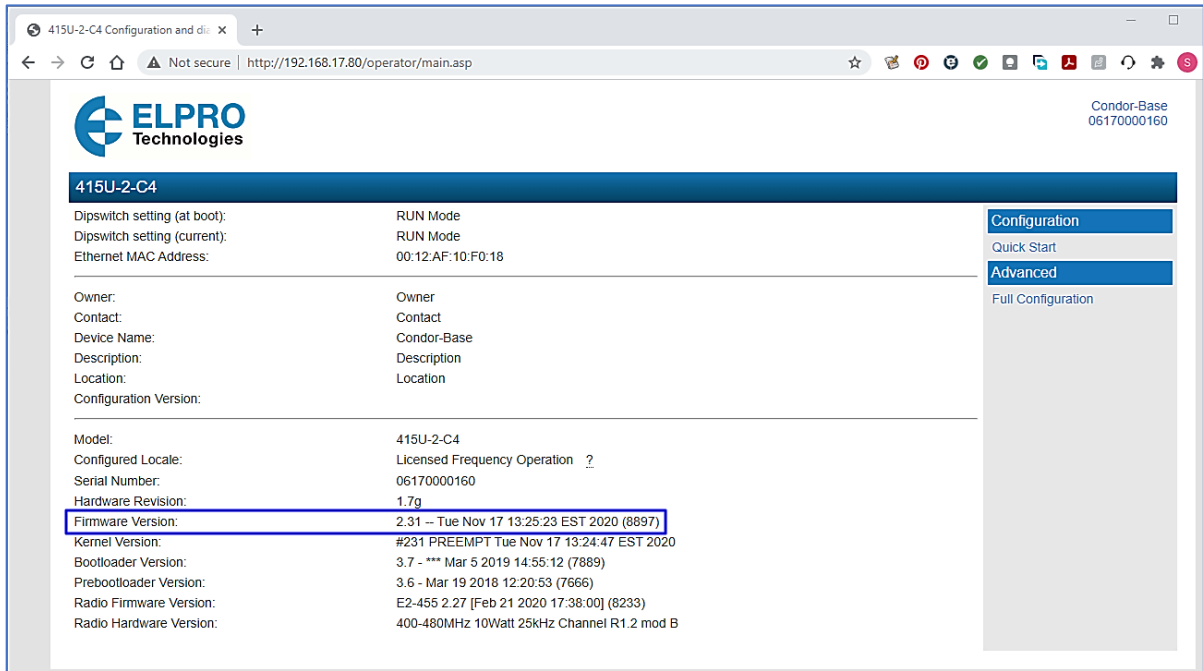 415U-2-C4 Configuration and dia
Not secure | http://192.168.17.80/operator/main.asp
S
ELPRO
Technologies
Condor-Base
06170000160
415U-2-C4
Dipswitch setting (at boot): RUN Mode
Dipswitch setting (current): RUN Mode
Ethernet MAC Address: 00:12:AF:10:F0:18
Configuration
Quick Start
Advanced
Full Configuration
Owner: Owner
Contact: Contact
Device Name: Condor-Base
Description: Description
Location: Location
Configuration Version:
Model: 415U-2-C4
Configured Locale: Licensed Frequency Operation ?
Serial Number: 06170000160
Hardware Revision: 1.7g
Firmware Version: 2.31 -- Tue Nov 17 13:25:23 EST 2020 (8897)
Kernel Version: #231 PREEMPT Tue Nov 17 13:24:47 EST 2020
Bootloader Version: 3.7 - *** Mar 5 2019 14:55:12 (7889)
Prebootloader Version: 3.6 - Mar 19 2018 12:20:53 (7666)
Radio Firmware Version: E2-455 2.27 [Feb 21 2020 17:38:00] (8233)
Radio Hardware Version: 400-480MHz 10Watt 25kHz Channel R1.2 mod B